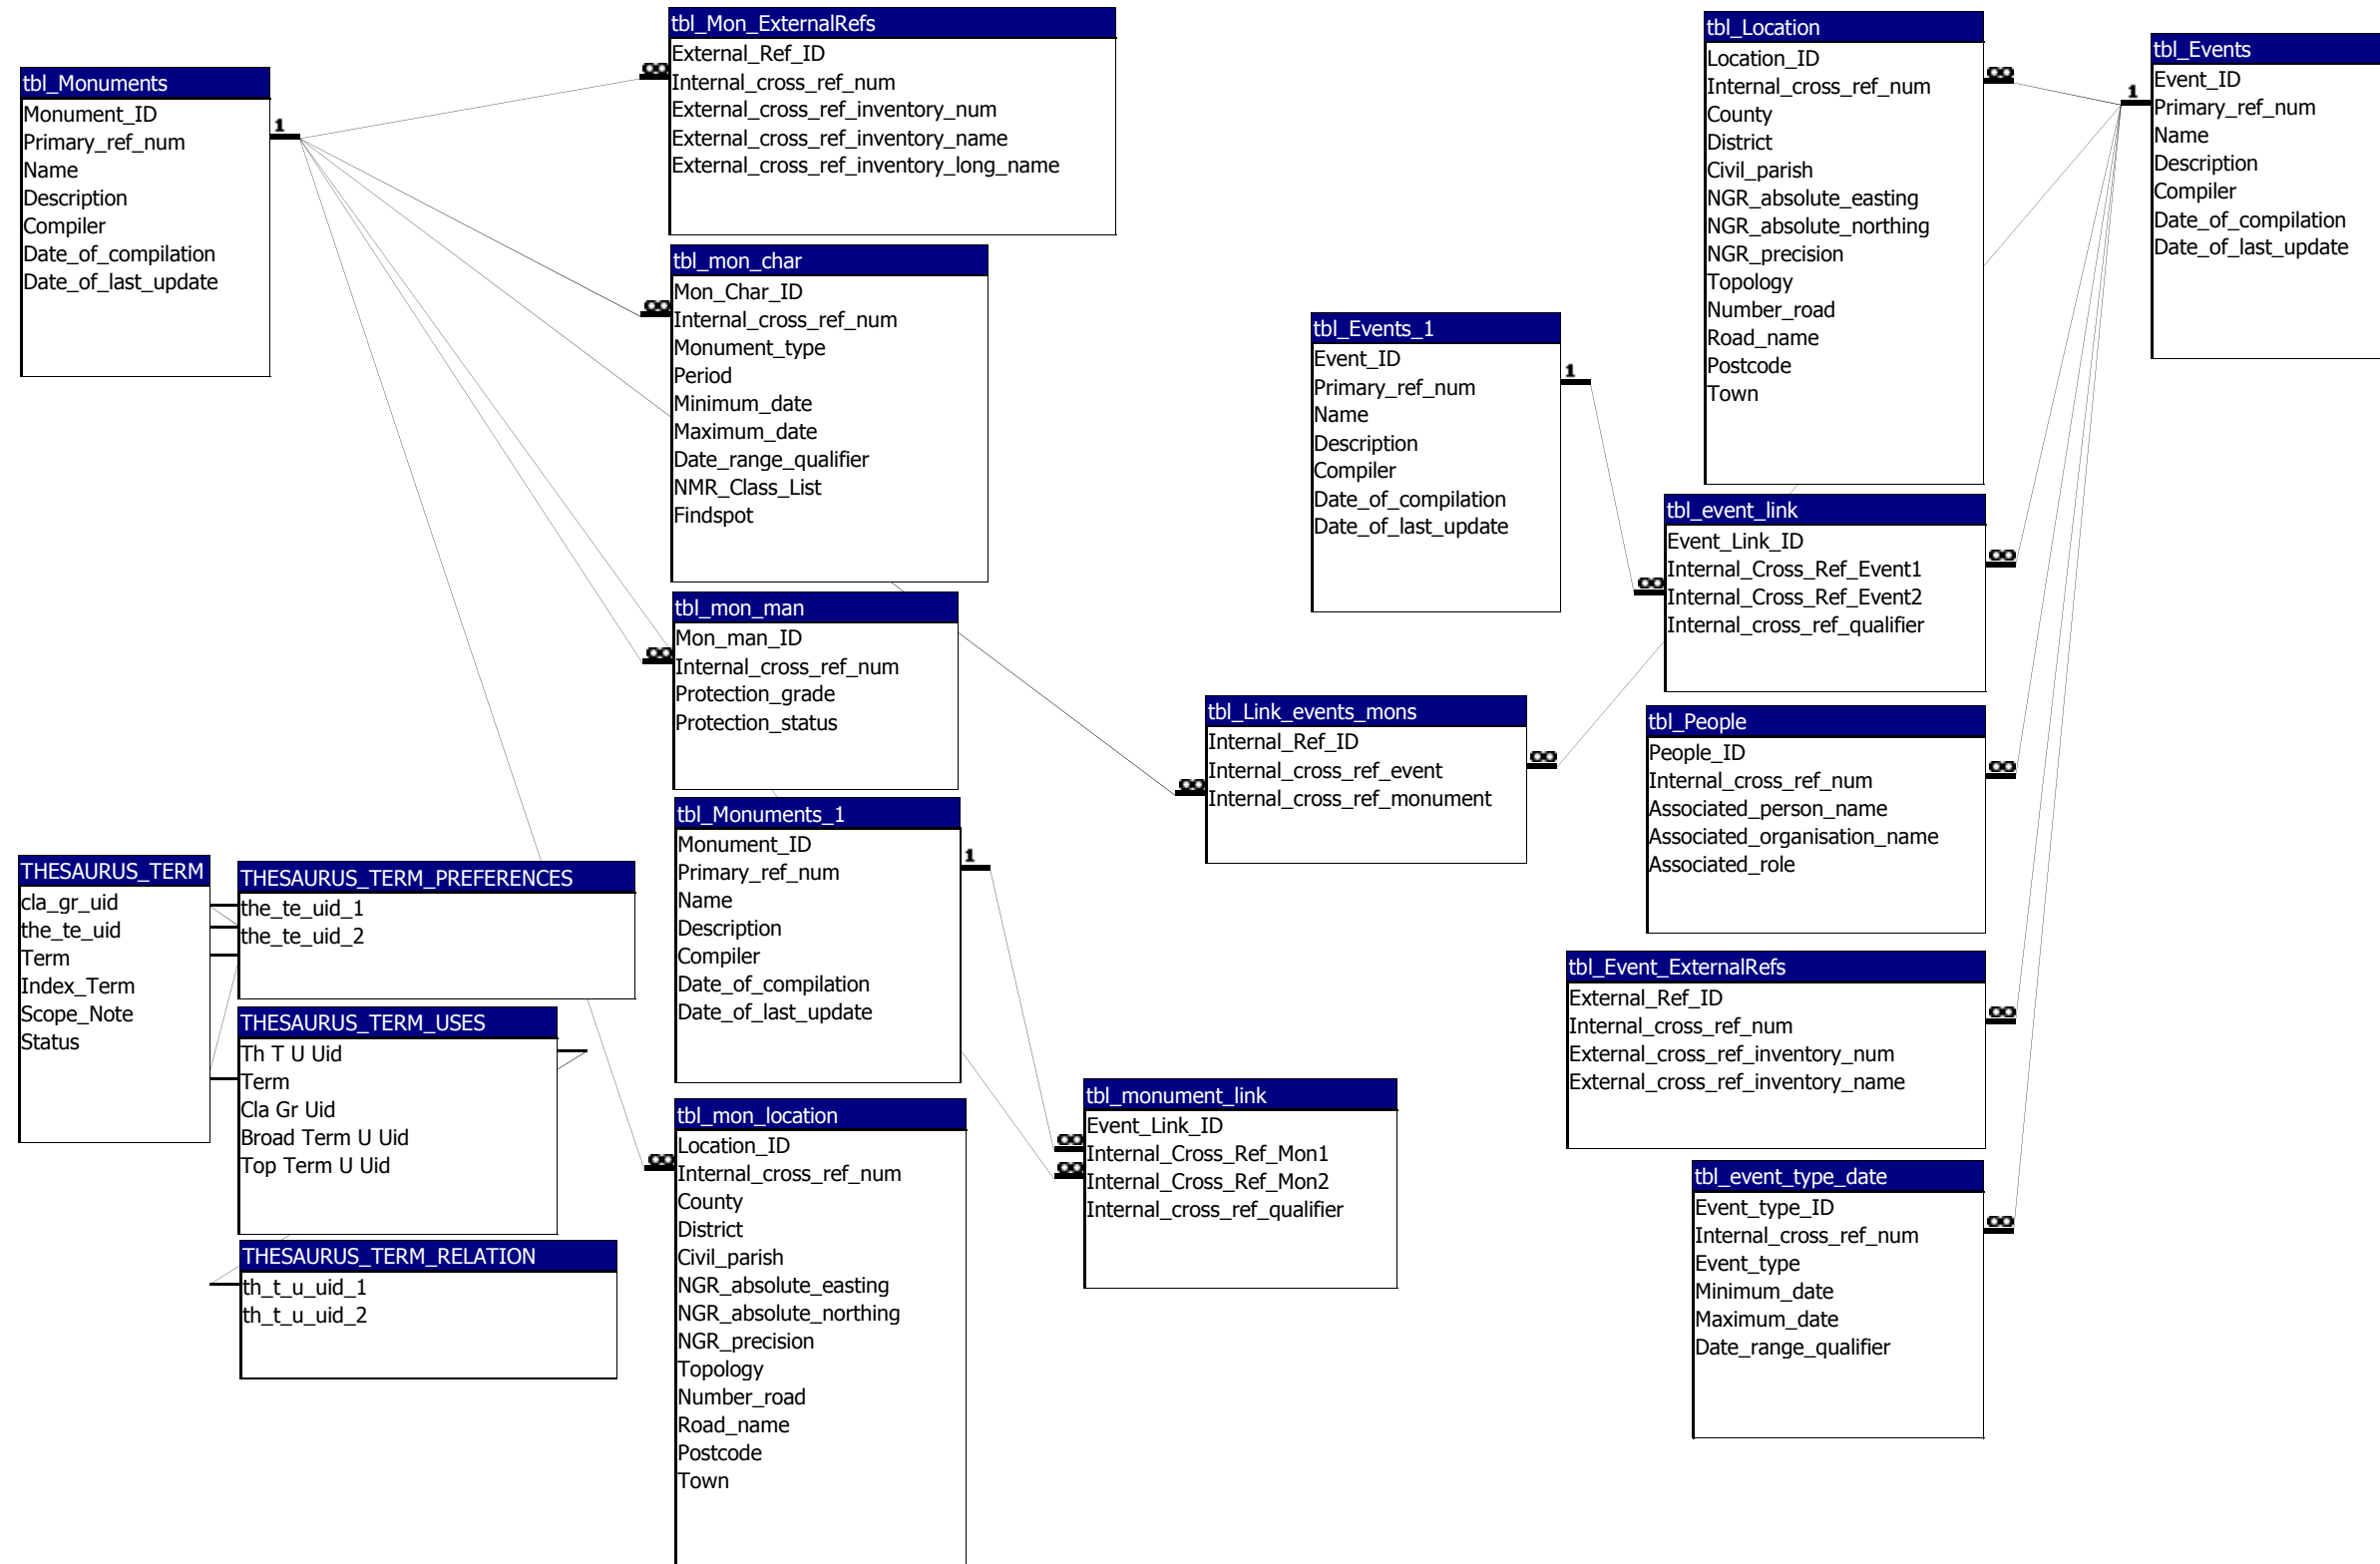 tbl_Monuments
Monument_ID
Primary_ref_num
Name
Description
Compiler
Date_of_compilation
Date_of_last_update
1
tbl_Mon_ExternalRefs
External_Ref_ID
Internal_cross_ref_num
External_cross_ref_inventory_num
External_cross_ref_inventory_name
External_cross_ref_inventory_long_name
∞
tbl_mon_char
Mon_Char_ID
Internal_cross_ref_num
Monument_type
Period
Minimum_date
Maximum_date
Date_range_qualifier
NMR_Class_List
Findspot
∞
tbl_mon_man
Mon_man_ID
Internal_cross_ref_num
Protection_grade
Protection_status
∞
tbl_Monuments_1
Monument_ID
Primary_ref_num
Name
Description
Compiler
Date_of_compilation
Date_of_last_update
1
tbl_mon_location
Location_ID
Internal_cross_ref_num
County
District
Civil_parish
NGR_absolute_easting
NGR_absolute_northing
NGR_precision
Topology
Number_road
Road_name
Postcode
Town
∞
THESAURUS_TERM
cla_gr_uid
the_te_uid
Term
Index_Term
Scope_Note
Status
THESAURUS_TERM_PREFERENCES
the_te_uid_1
the_te_uid_2
THESAURUS_TERM_USES
Th T U Uid
Term
Cla Gr Uid
Broad Term U Uid
Top Term U Uid
THESAURUS_TERM_RELATION
th_t_u_uid_1
th_t_u_uid_2
tbl_monument_link
Event_Link_ID
Internal_Cross_Ref_Mon1
Internal_Cross_Ref_Mon2
Internal_cross_ref_qualifier
∞
∞
tbl_Link_events_mons
Internal_Ref_ID
Internal_cross_ref_event
Internal_cross_ref_monument
∞
∞
tbl_Events_1
Event_ID
Primary_ref_num
Name
Description
Compiler
Date_of_compilation
Date_of_last_update
1
tbl_Location
Location_ID
Internal_cross_ref_num
County
District
Civil_parish
NGR_absolute_easting
NGR_absolute_northing
NGR_precision
Topology
Number_road
Road_name
Postcode
Town
∞
tbl_event_link
Event_Link_ID
Internal_Cross_Ref_Event1
Internal_Cross_Ref_Event2
Internal_cross_ref_qualifier
∞
∞
tbl_People
People_ID
Internal_cross_ref_num
Associated_person_name
Associated_organisation_name
Associated_role
∞
tbl_Event_ExternalRefs
External_Ref_ID
Internal_cross_ref_num
External_cross_ref_inventory_num
External_cross_ref_inventory_name
∞
tbl_event_type_date
Event_type_ID
Internal_cross_ref_num
Event_type
Minimum_date
Maximum_date
Date_range_qualifier
∞
tbl_Events
Event_ID
Primary_ref_num
Name
Description
Compiler
Date_of_compilation
Date_of_last_update
1